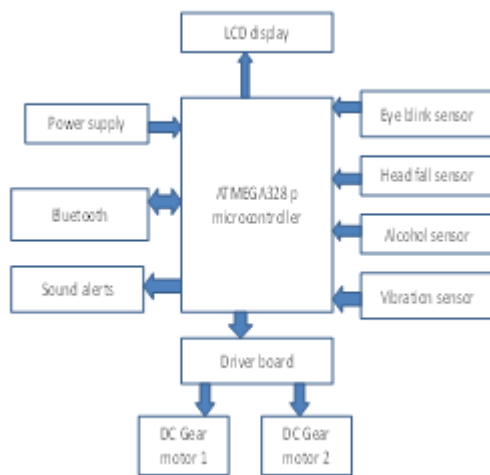 LCD display
Power supply
Eye blink sensor
ATMEGA328 p
microcontroller
Head fall sensor
Bluetooth
Alcohol sensor
Sound alerts
Vibration sensor
Driver board
DC Gear
motor 1
DC Gear
motor 2